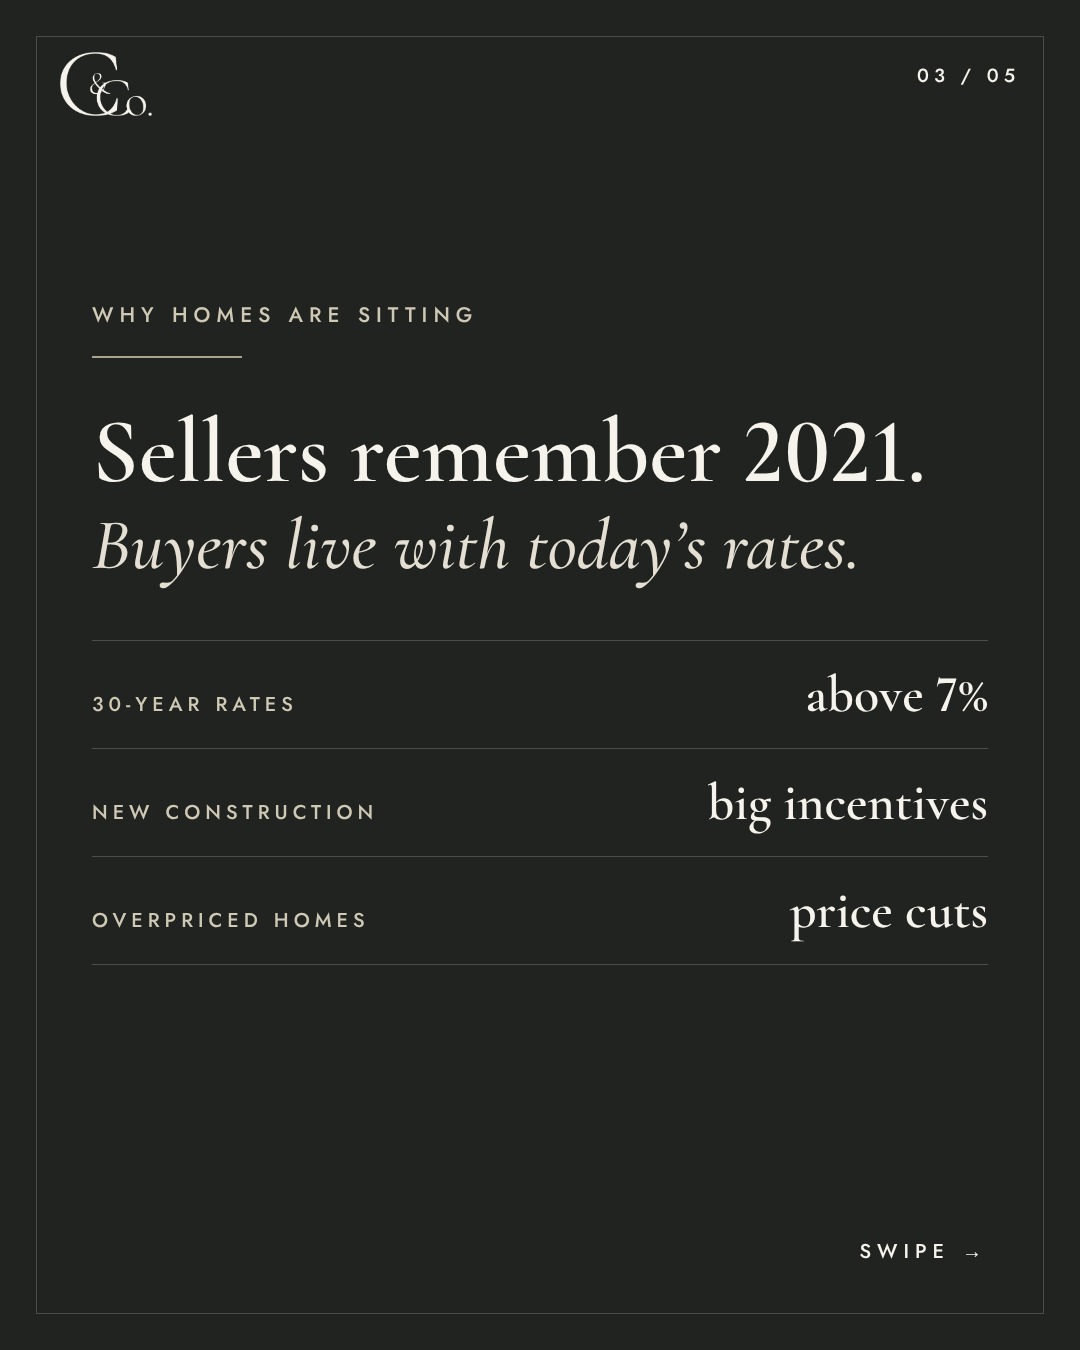 C&Co.
03 / 05
WHY HOMES ARE SITTING
Sellers remember 2021.
Buyers live with today’s rates.
30-YEAR RATES above 7%
NEW CONSTRUCTION big incentives
OVERPRICED HOMES price cuts
SWIPE →